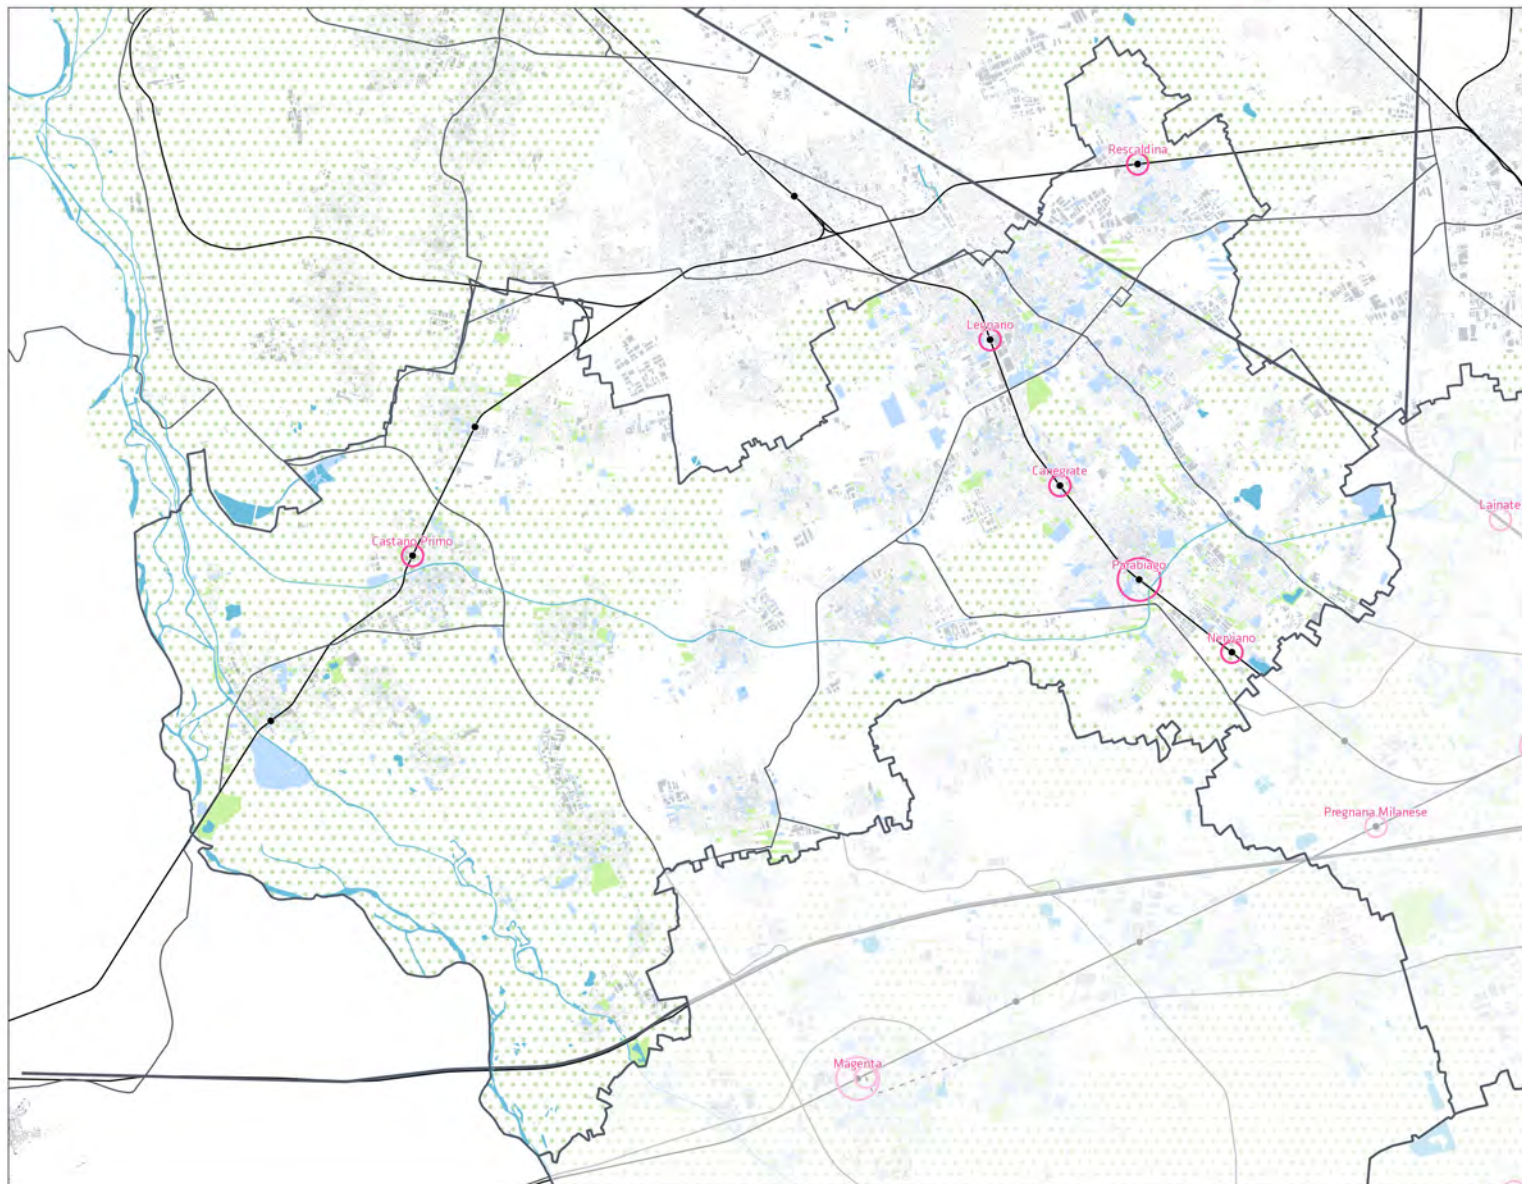 Rescaldina
Legnano
Canegrate
Lainate
Castano Primo
Parabiago
Nerviano
Pregnana Milanese
Magenta